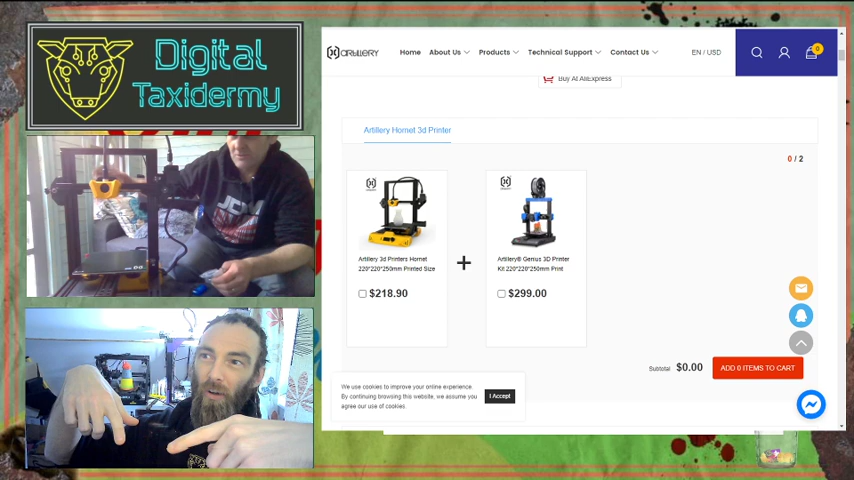 Digital
Taxidermy
ARTILLERY
Home
About Us
Products
Technical Support
Contact Us
EN / USD
0
Buy At AliExpress
Artillery Hornet 3d Printer
0 / 2
Artillery 3d Printers Hornet
220*220*250mm Printed Size
$218.90
+
Artillery® Genius 3D Printer
Kit 220*220*250mm Print
$299.00
Subtotal $0.00
ADD 0 ITEMS TO CART
We use cookies to improve your online experience.
By continuing browsing this website, we assume you
agree our use of cookies.
I Accept